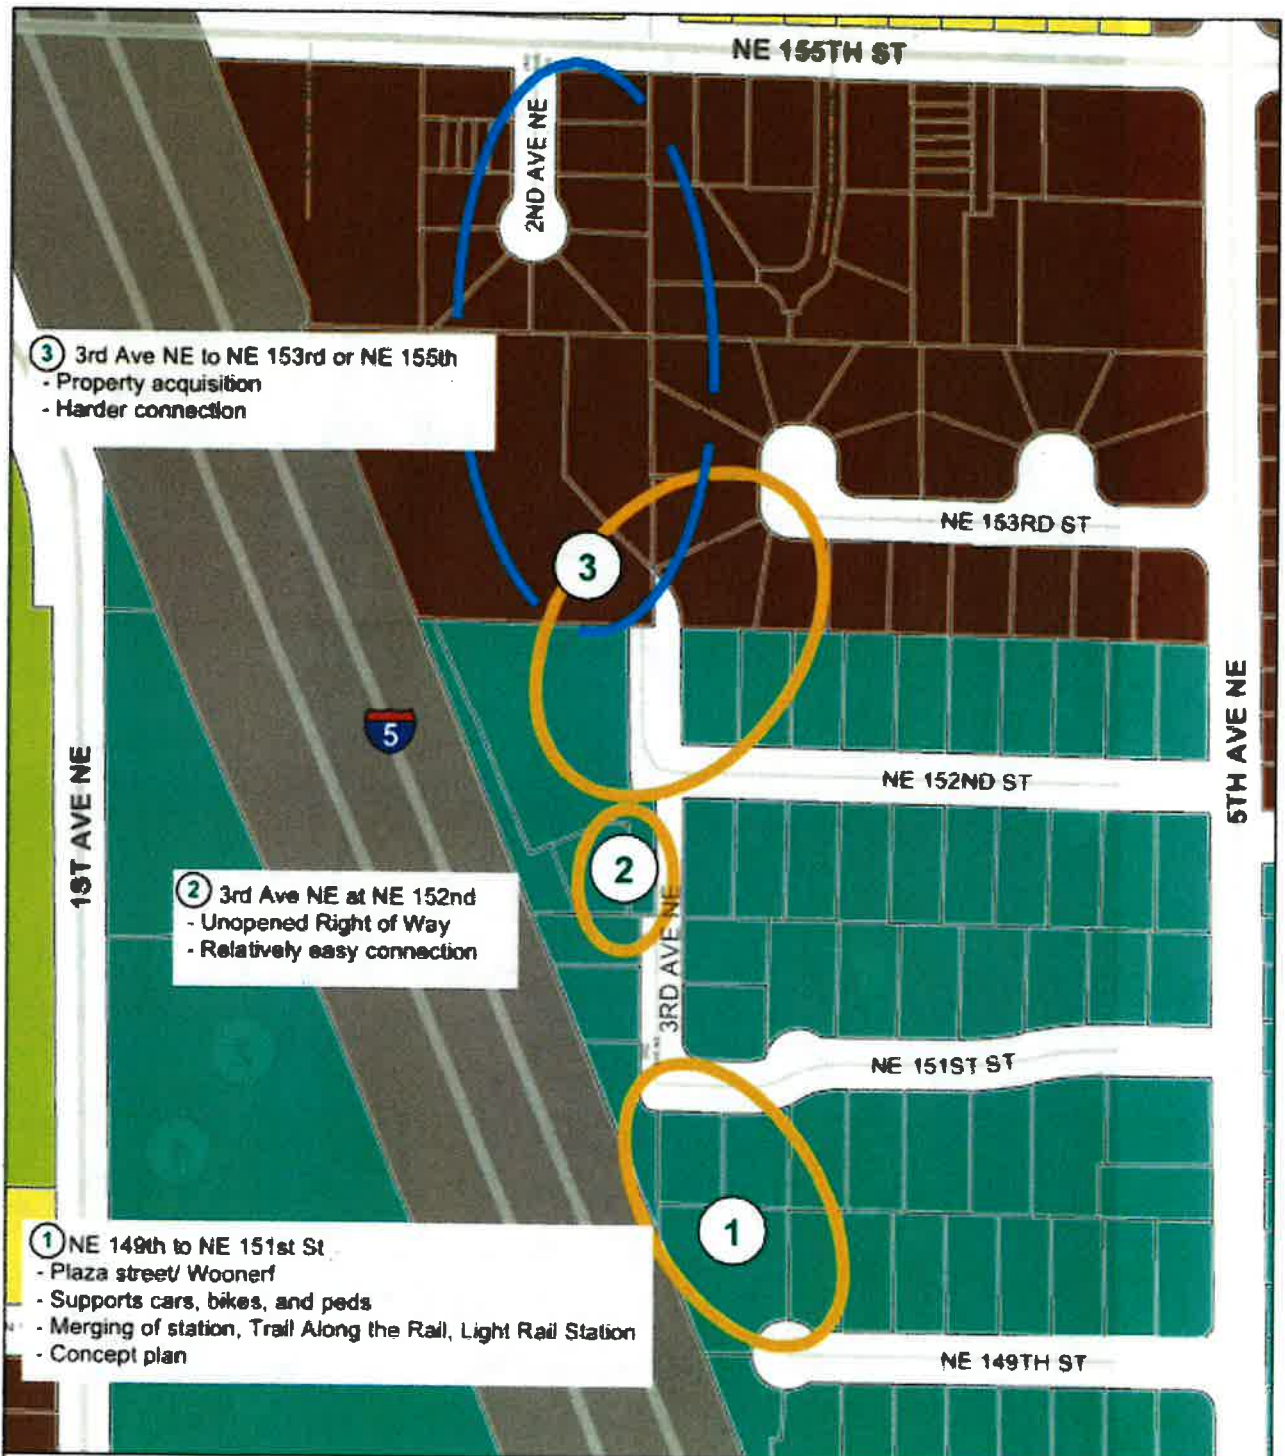 NE 155TH ST
2ND AVE NE
3 3rd Ave NE to NE 153rd or NE 155th
- Property acquisition
- Harder connection
NE 153RD ST
3
5
1ST AVE NE
5TH AVE NE
NE 152ND ST
2
2 3rd Ave NE at NE 152nd
- Unopened Right of Way
- Relatively easy connection
3RD AVE NE
NE 151ST ST
1
1 NE 149th to NE 151st St
- Plaza street/ Woonerf
- Supports cars, bikes, and peds
- Merging of station, Trail Along the Rail, Light Rail Station
- Concept plan
NE 149TH ST